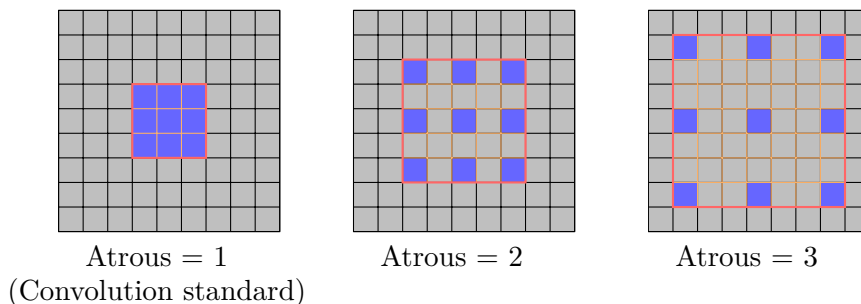 Atrous = 1
(Convolution standard)
Atrous = 2
Atrous = 3